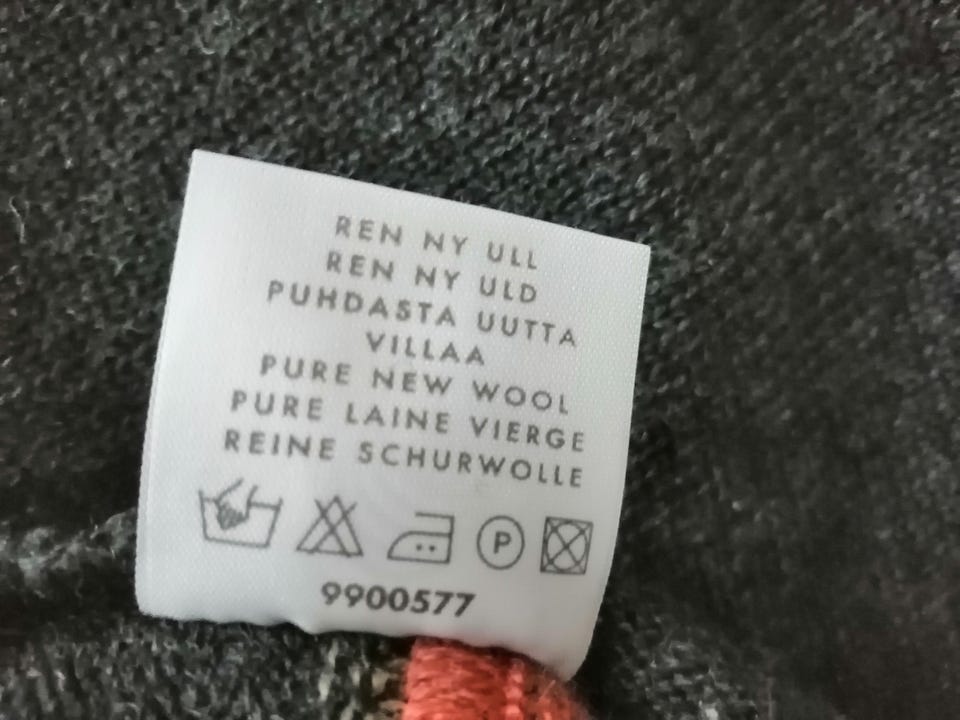 REN NY ULL
REN NY ULD
PUHDASTA UUTTA
VILLAA
PURE NEW WOOL
PURE LAINE VIERGE
REINE SCHURWOLLE
P
9900577